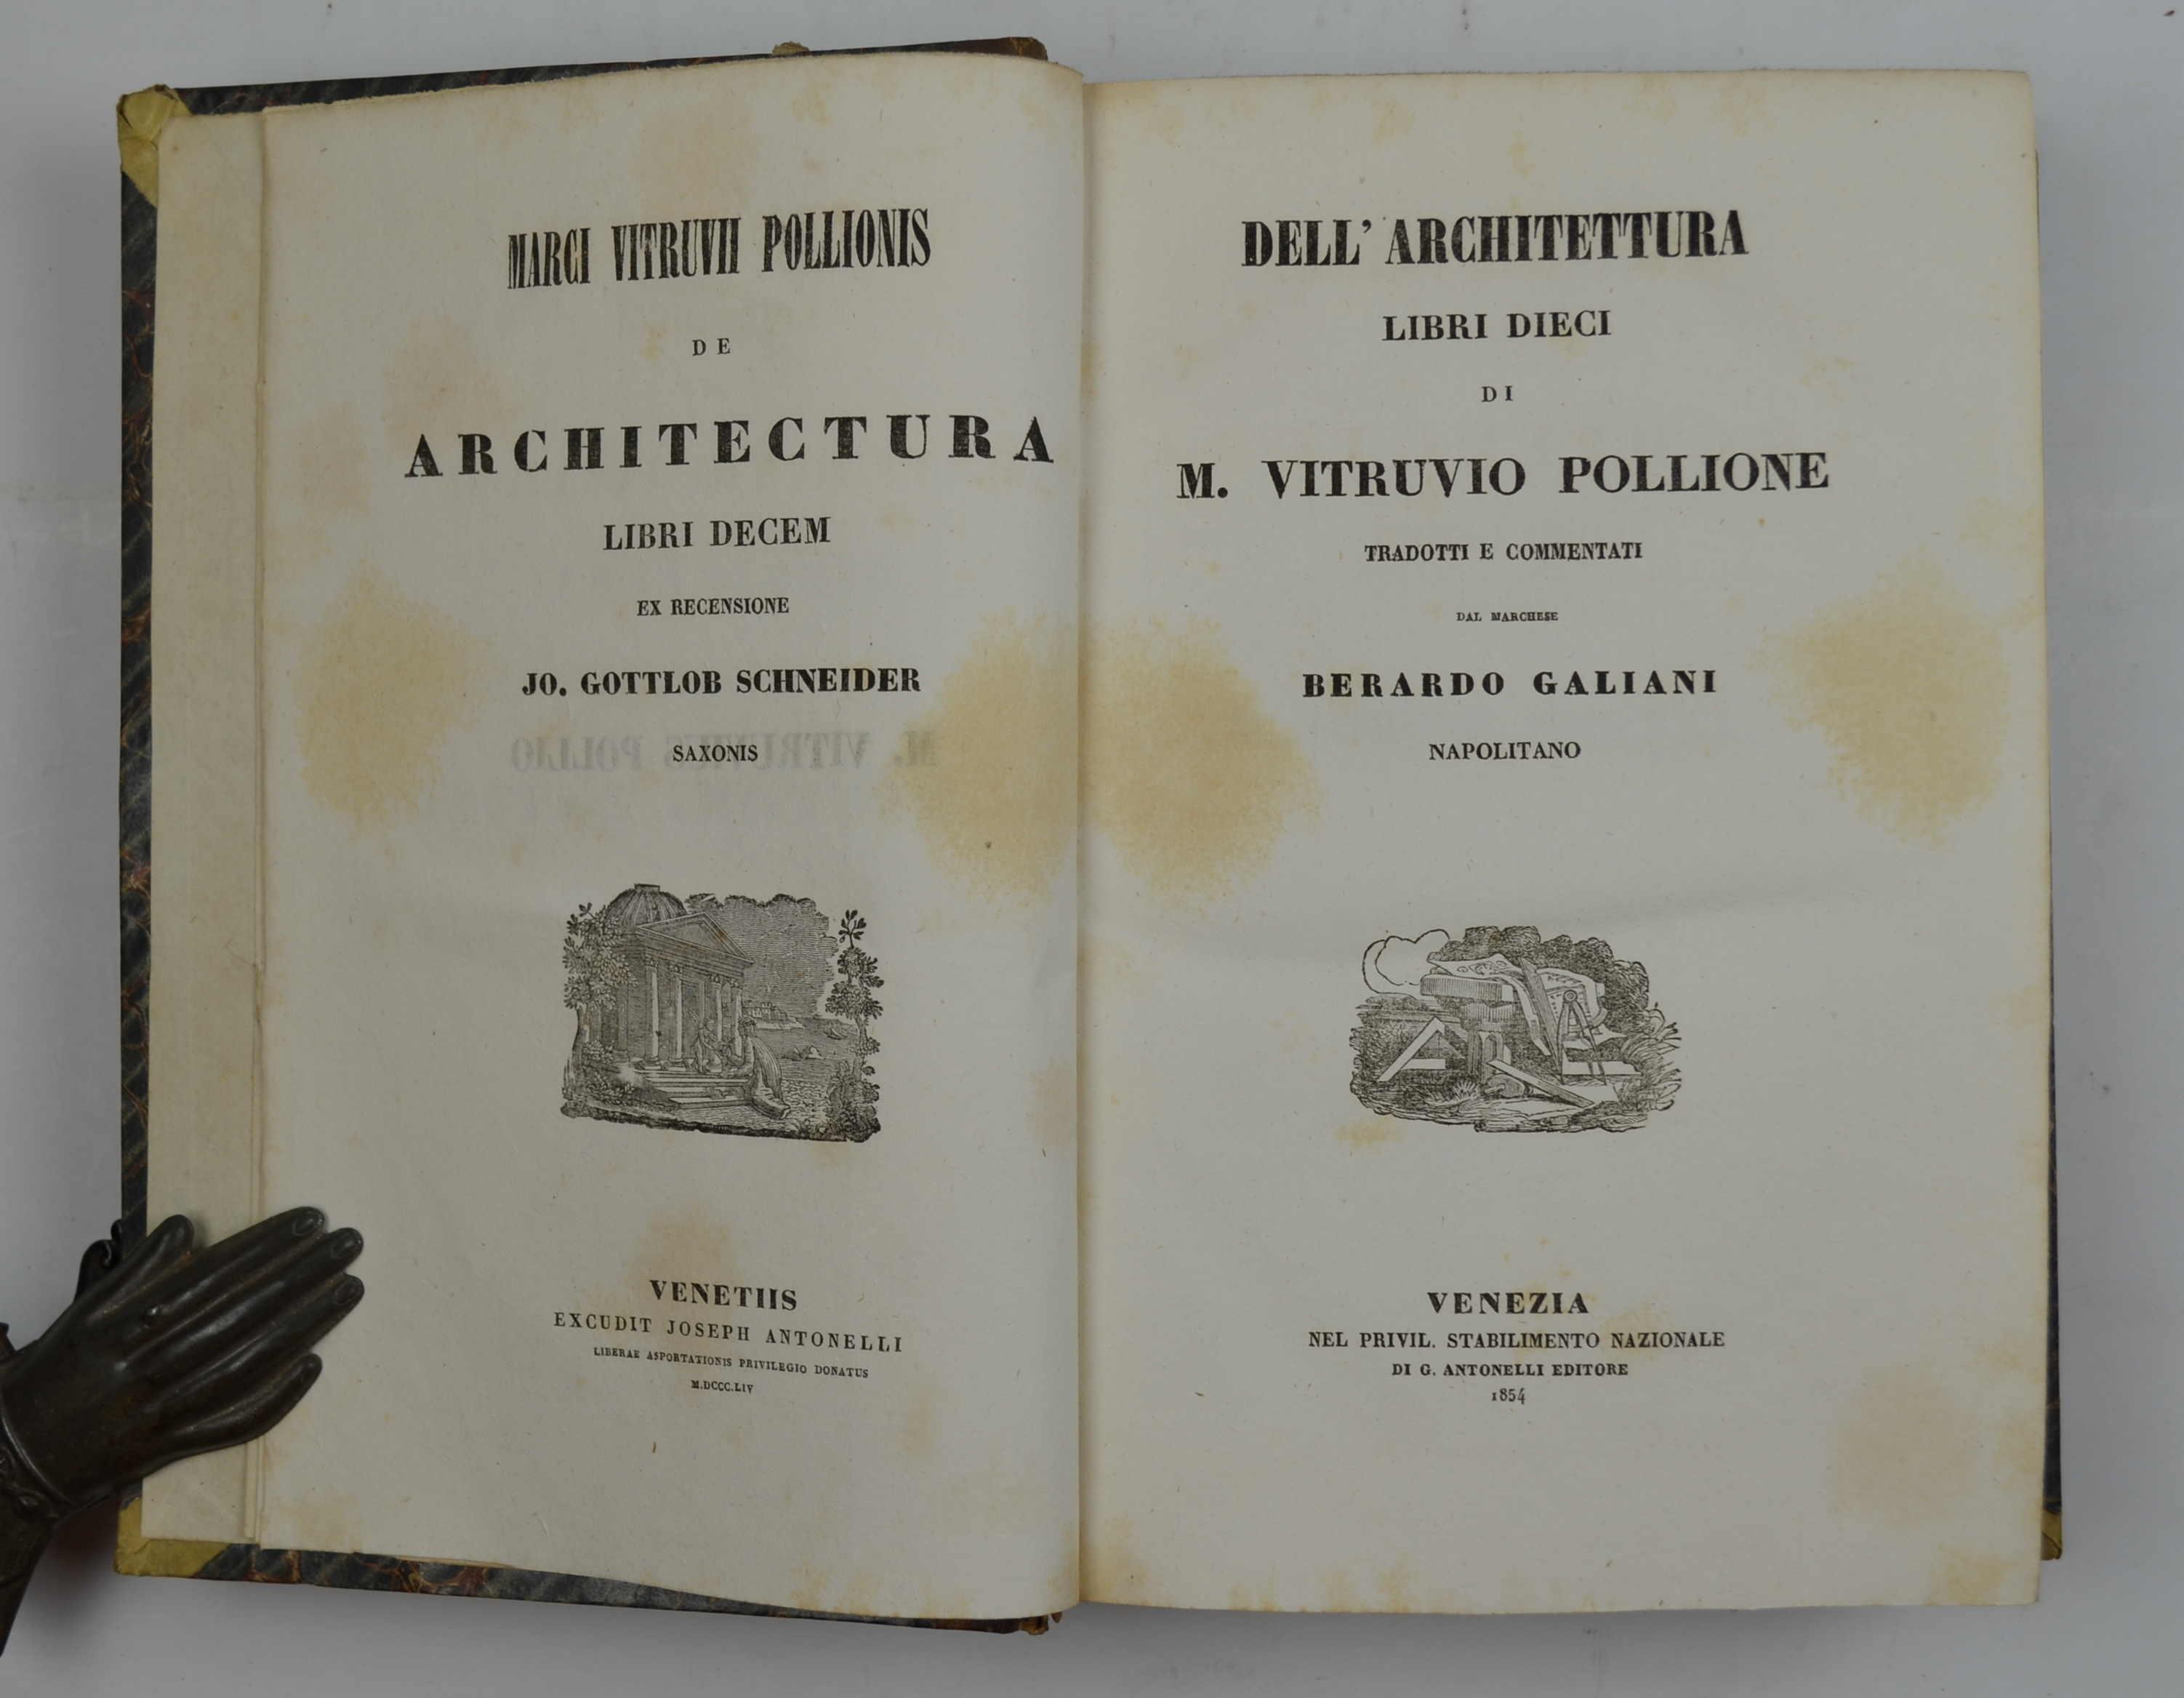 MARCI VITRUVII POLLIONIS
DE
ARCHITECTURA
LIBRI DECEM
EX RECENSIONE
JO. GOTTLOB SCHNEIDER
SAXONIS
VENETIIS
EXCUDIT JOSEPH ANTONELLI
LIBERAE ASPORTATIONIS PRIVILEGIO DONATUS
M.DCCC.LIV
DELL' ARCHITETTURA
LIBRI DIECI
DI
M. VITRUVIO POLLIONE
TRADOTTI E COMMENTATI
DAL MARCHESE
BERARDO GALIANI
NAPOLITANO
VENEZIA
NEL PRIVIL. STABILIMENTO NAZIONALE
DI G. ANTONELLI EDITORE
1854